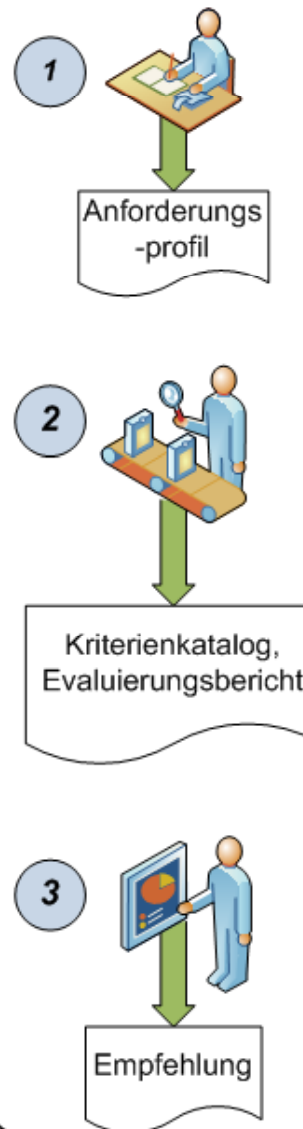 1
Anforderungs
-profil
2
Kriterienkatalog,
Evaluierungsbericht
3
Empfehlung